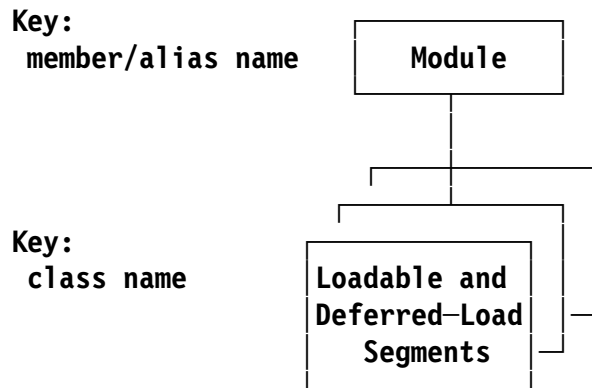 Key:
member/alias name
Module
Key:
class name
Loadable and
Deferred—Load
Segments